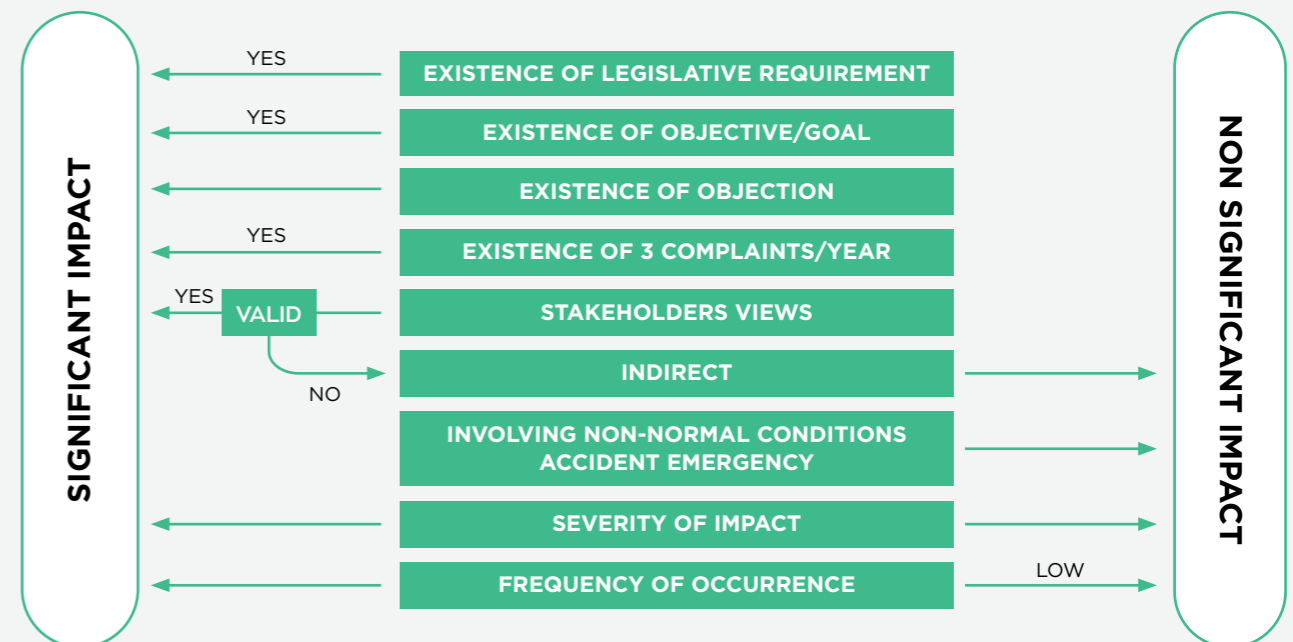 SIGNIFICANT IMPACT
YES
EXISTENCE OF LEGISLATIVE REQUIREMENT
YES
EXISTENCE OF OBJECTIVE/GOAL
EXISTENCE OF OBJECTION
YES
EXISTENCE OF 3 COMPLAINTS/YEAR
YES
VALID
STAKEHOLDERS VIEWS
NO
INDIRECT
INVOLVING NON-NORMAL CONDITIONS
ACCIDENT EMERGENCY
SEVERITY OF IMPACT
FREQUENCY OF OCCURRENCE
LOW
NON SIGNIFICANT IMPACT